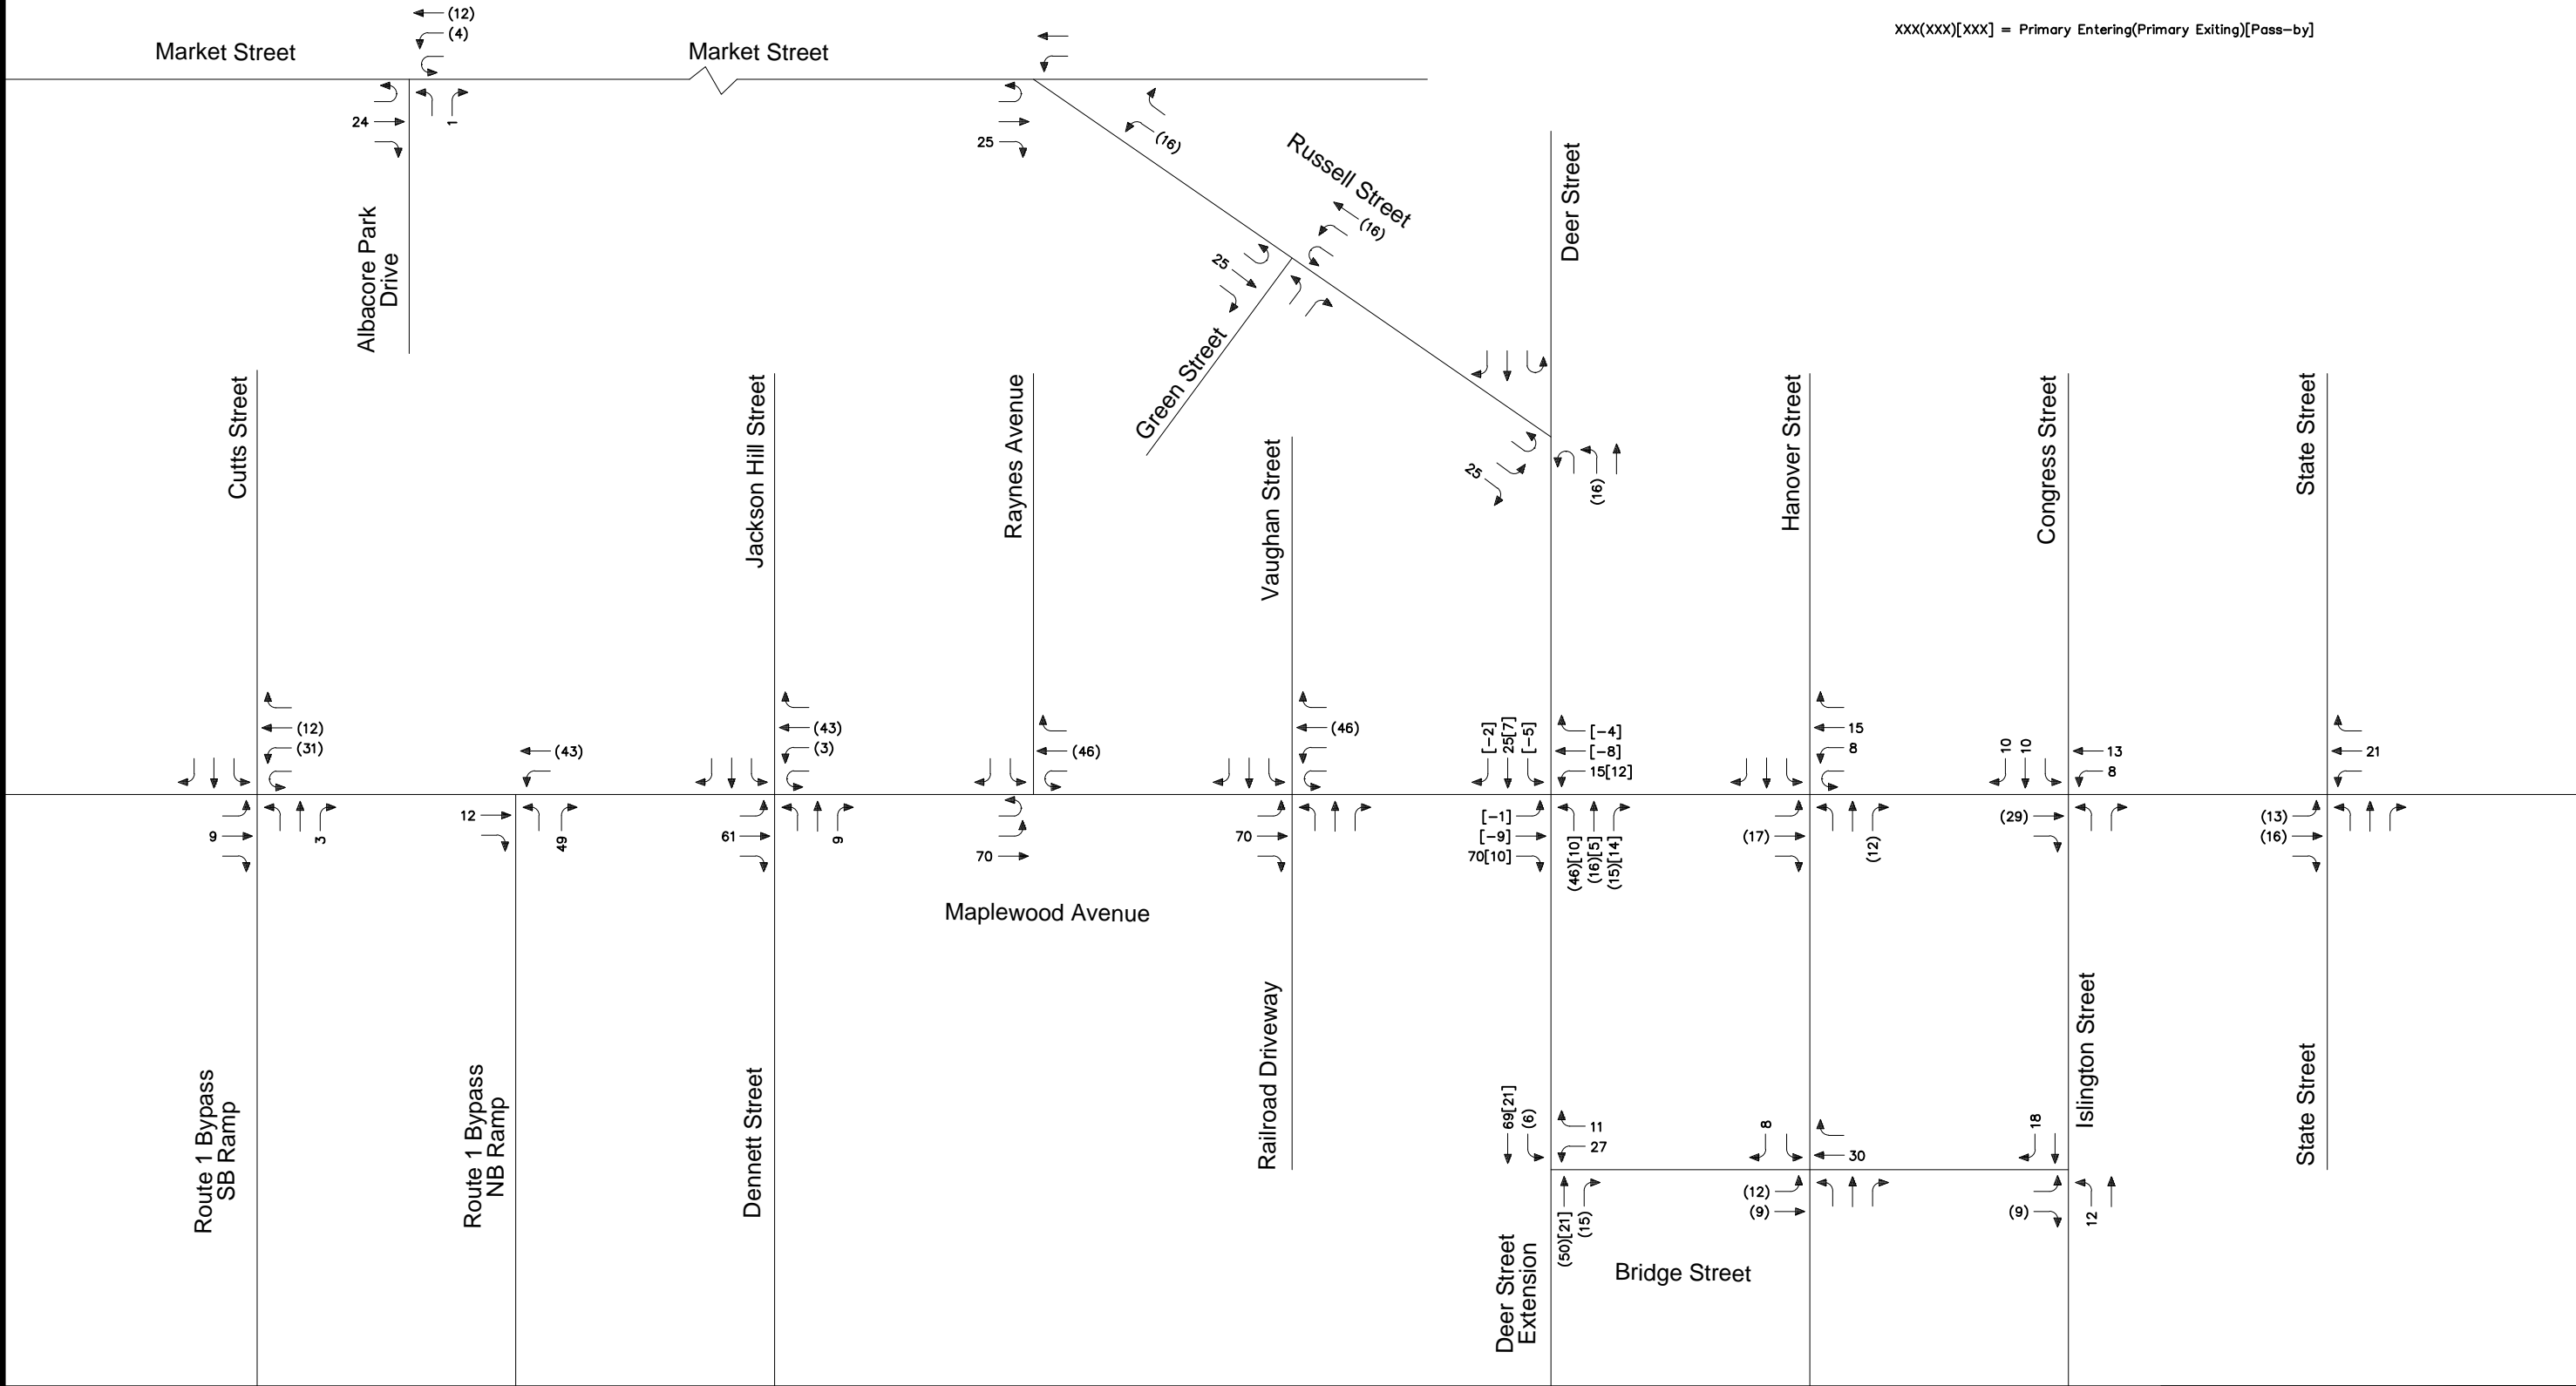 (12)
(4)
XXX(XXX)[XXX] = Primary Entering(Primary Exiting)[Pass-by]
Market Street
Market Street
24
1
25
(16)
Russell Street
Deer Street
Albacore Park
Drive
(16)
25
Green Street
25
(16)
Cutts Street
Jackson Hill Street
Raynes Avenue
Vaughan Street
Hanover Street
Congress Street
State Street
(12)
(31)
(43)
(43)
(3)
(46)
(46)
[-2]
25[7]
[-5]
[-4]
[-8]
15[12]
15
8
10
10
13
8
21
9
3
12
49
61
9
70
70
[-1]
[-9]
70[10]
(46)[10]
(16)[5]
(15)[14]
(17)
(12)
(29)
(13)
(16)
Maplewood Avenue
Route 1 Bypass
SB Ramp
Route 1 Bypass
NB Ramp
Dennett Street
Railroad Driveway
Islington Street
State Street
69[21]
(6)
11
27
8
30
18
(50)[21]
(15)
(12)
(9)
(9)
12
Deer Street
Extension
Bridge Street